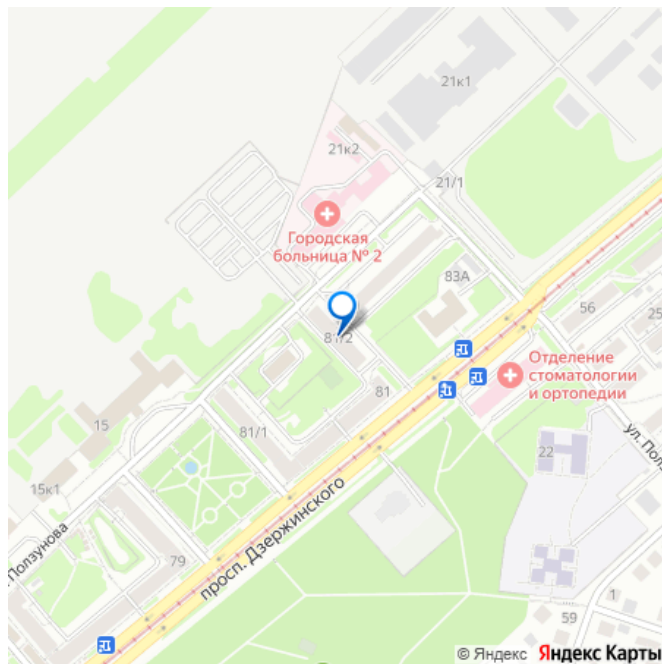 21к1
21к2
21/1
Городская
больница № 2
83А
56
25
81/2
Отделение
стоматологии
и ортопедии
81
15
81/1
22
ул. Пол
15к1
просп. Дзержинского
Ползунова
79
1
59
© Яндекс Яндекс Карты